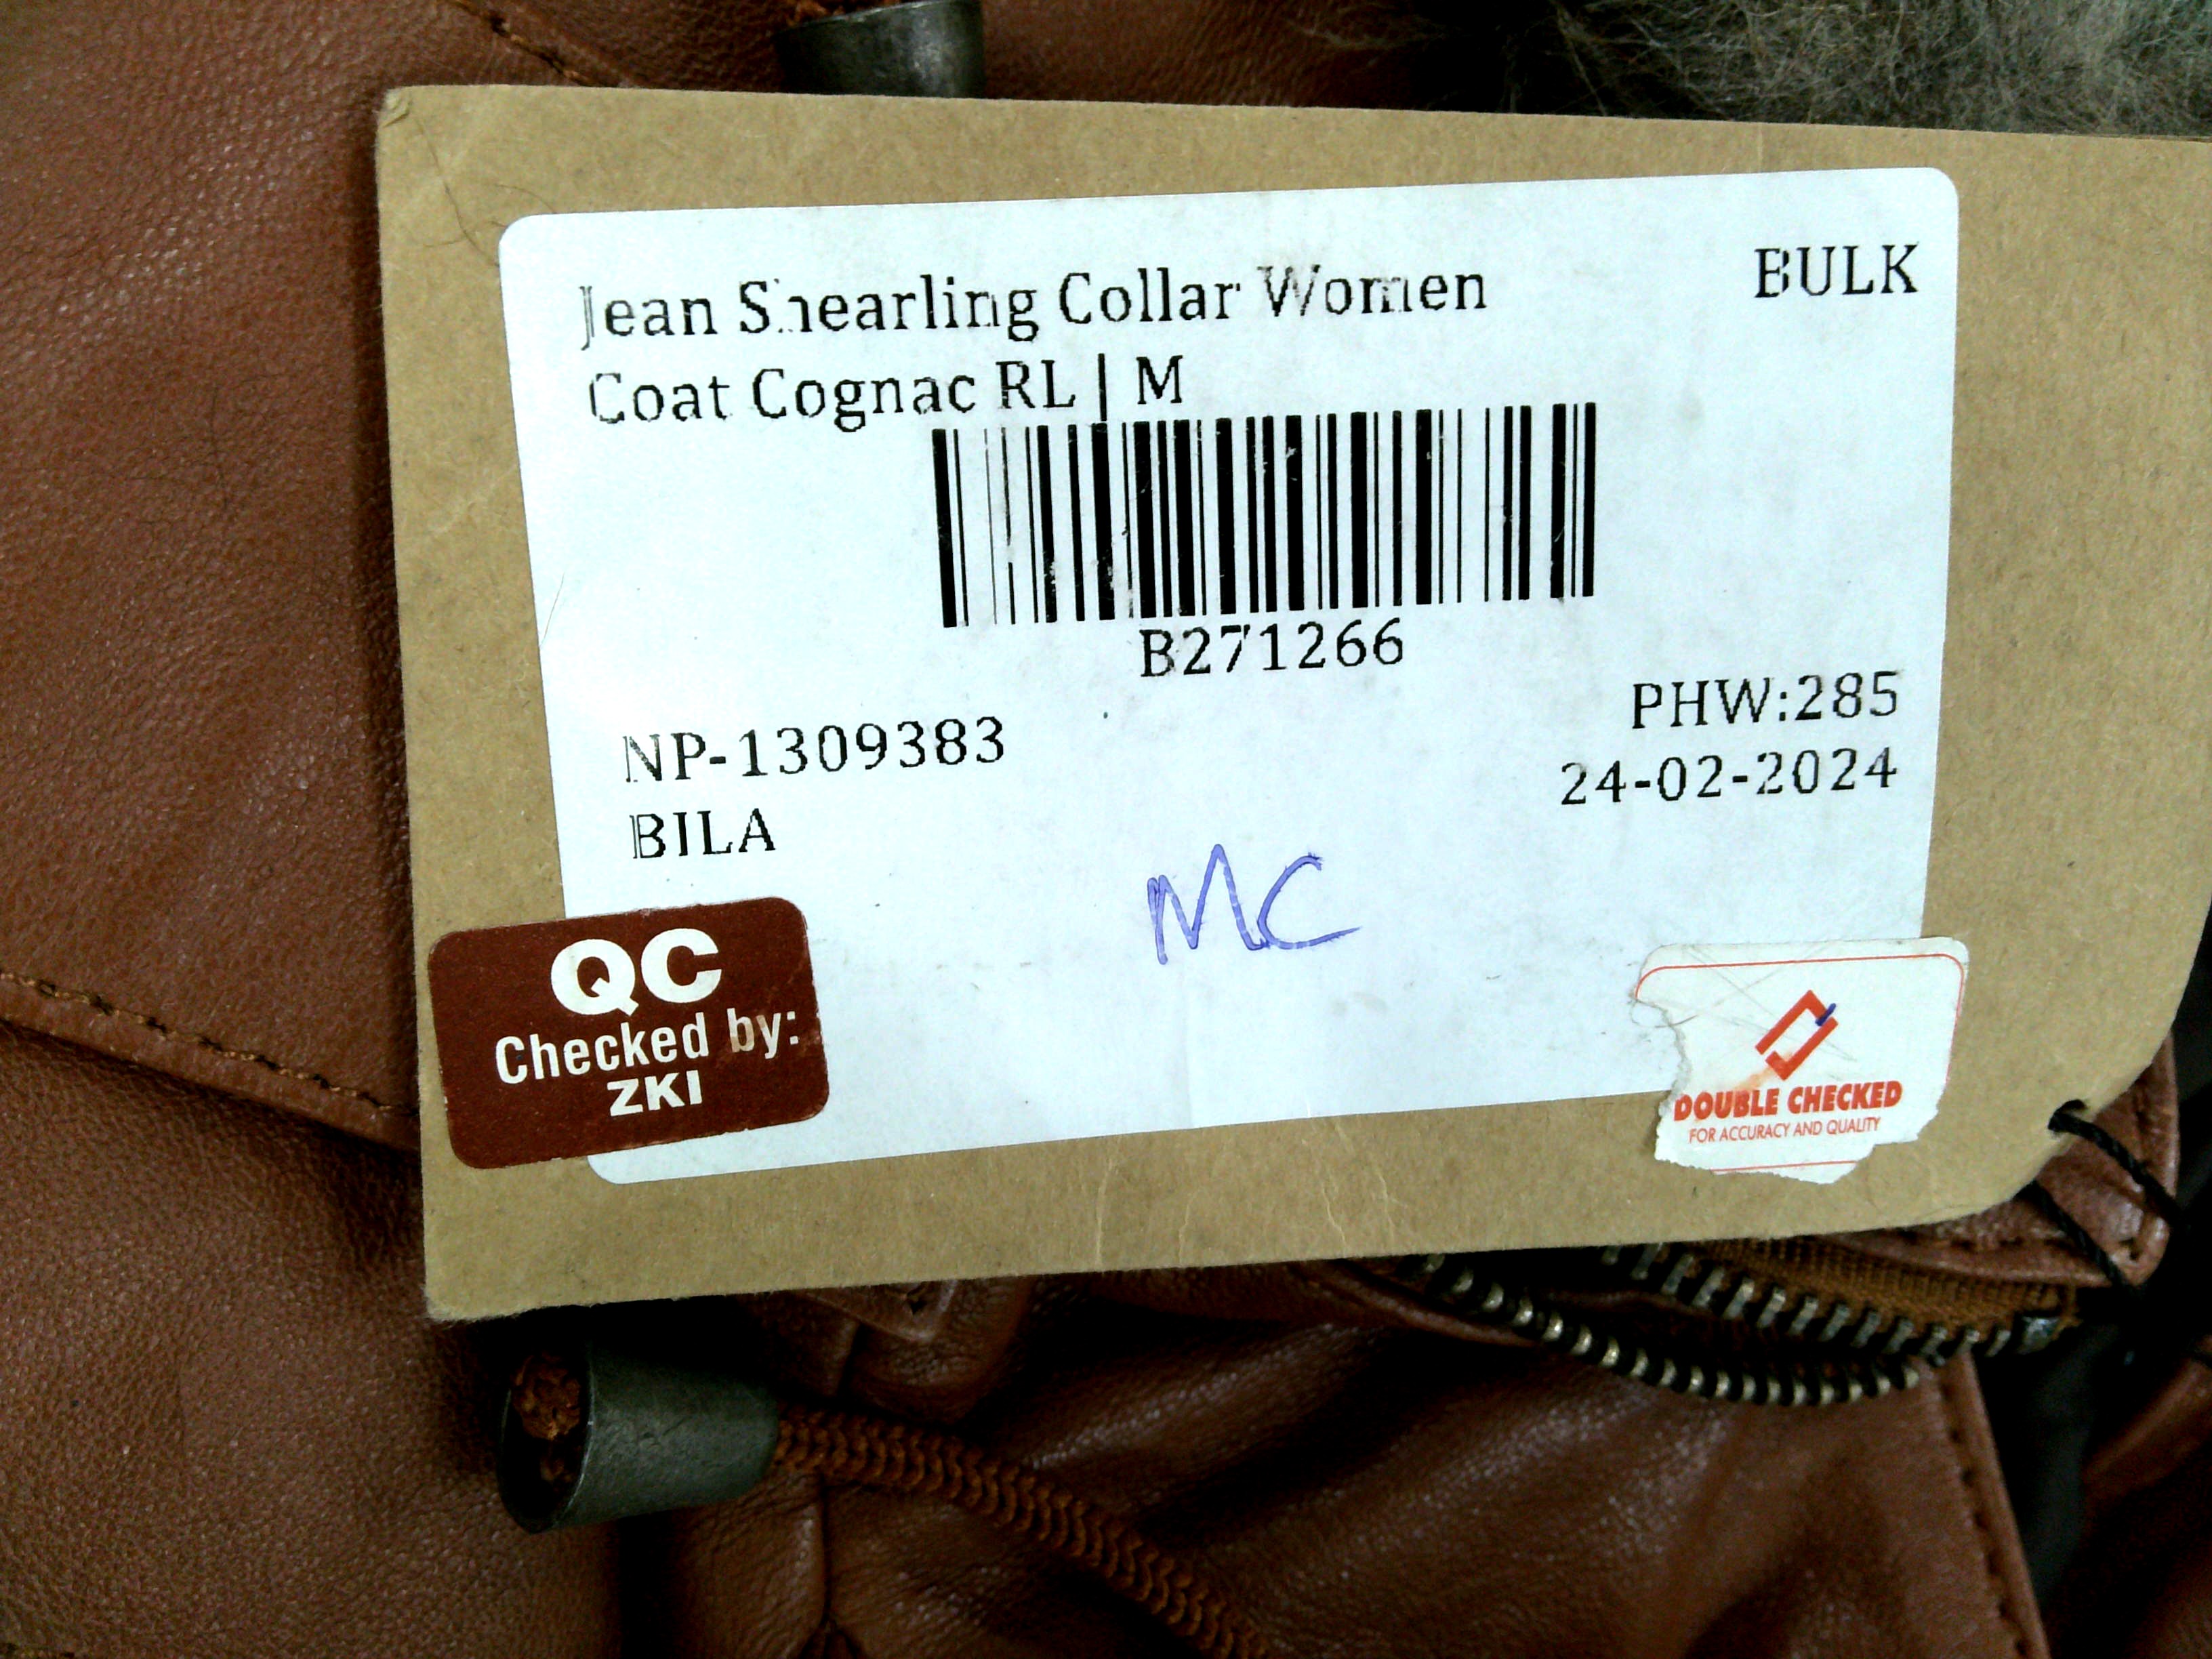 Jean Shearling Collar Women
Coat Cognac RL | M
BULK
B271266
NP-1309383
BILA
PHW:285
24-02-2024
MC
QC
Checked by:
ZKI
DOUBLE CHECKED
FOR ACCURACY AND QUALITY